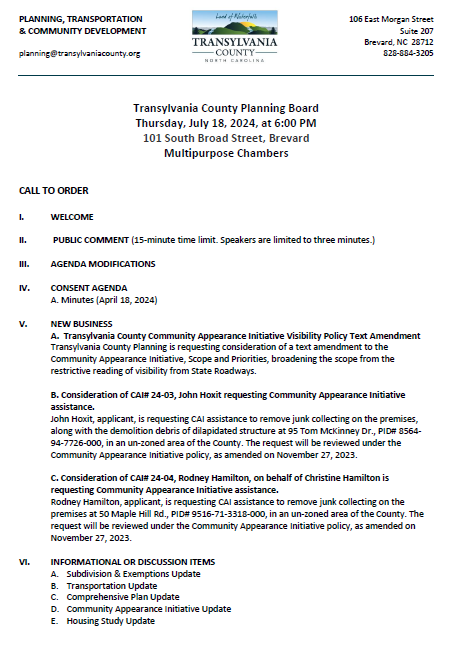 PLANNING, TRANSPORTATION
& COMMUNITY DEVELOPMENT
planning@transylvaniacounty.org
Land of Waterfalls
TRANSYLVANIA
COUNTY
NORTH CAROLINA
106 East Morgan Street
Suite 207
Brevard, NC 28712
828-884-3205
Transylvania County Planning Board
Thursday, July 18, 2024, at 6:00 PM
101 South Broad Street, Brevard
Multipurpose Chambers
CALL TO ORDER
I. WELCOME
II. PUBLIC COMMENT (15-minute time limit. Speakers are limited to three minutes.)
III. AGENDA MODIFICATIONS
IV. CONSENT AGENDA
A. Minutes (April 18, 2024)
V. NEW BUSINESS
A. Transylvania County Community Appearance Initiative Visibility Policy Text Amendment
Transylvania County Planning is requesting consideration of a text amendment to the
Community Appearance Initiative, Scope and Priorities, broadening the scope from the
restrictive reading of visibility from State Roadways.
B. Consideration of CAI# 24-03, John Hoxit requesting Community Appearance Initiative
assistance.
John Hoxit, applicant, is requesting CAI assistance to remove junk collecting on the premises,
along with the demolition debris of dilapidated structure at 95 Tom McKinney Dr., PID# 8564-
94-7726-000, in an un-zoned area of the County. The request will be reviewed under the
Community Appearance Initiative policy, as amended on November 27, 2023.
C. Consideration of CAI# 24-04, Rodney Hamilton, on behalf of Christine Hamilton is
requesting Community Appearance Initiative assistance.
Rodney Hamilton, applicant, is requesting CAI assistance to remove junk collecting on the
premises at 50 Maple Hill Rd., PID# 9516-71-3318-000, in an un-zoned area of the County. The
request will be reviewed under the Community Appearance Initiative policy, as amended on
November 27, 2023.
VI. INFORMATIONAL OR DISCUSSION ITEMS
A. Subdivision & Exemptions Update
B. Transportation Update
C. Comprehensive Plan Update
D. Community Appearance Initiative Update
E. Housing Study Update